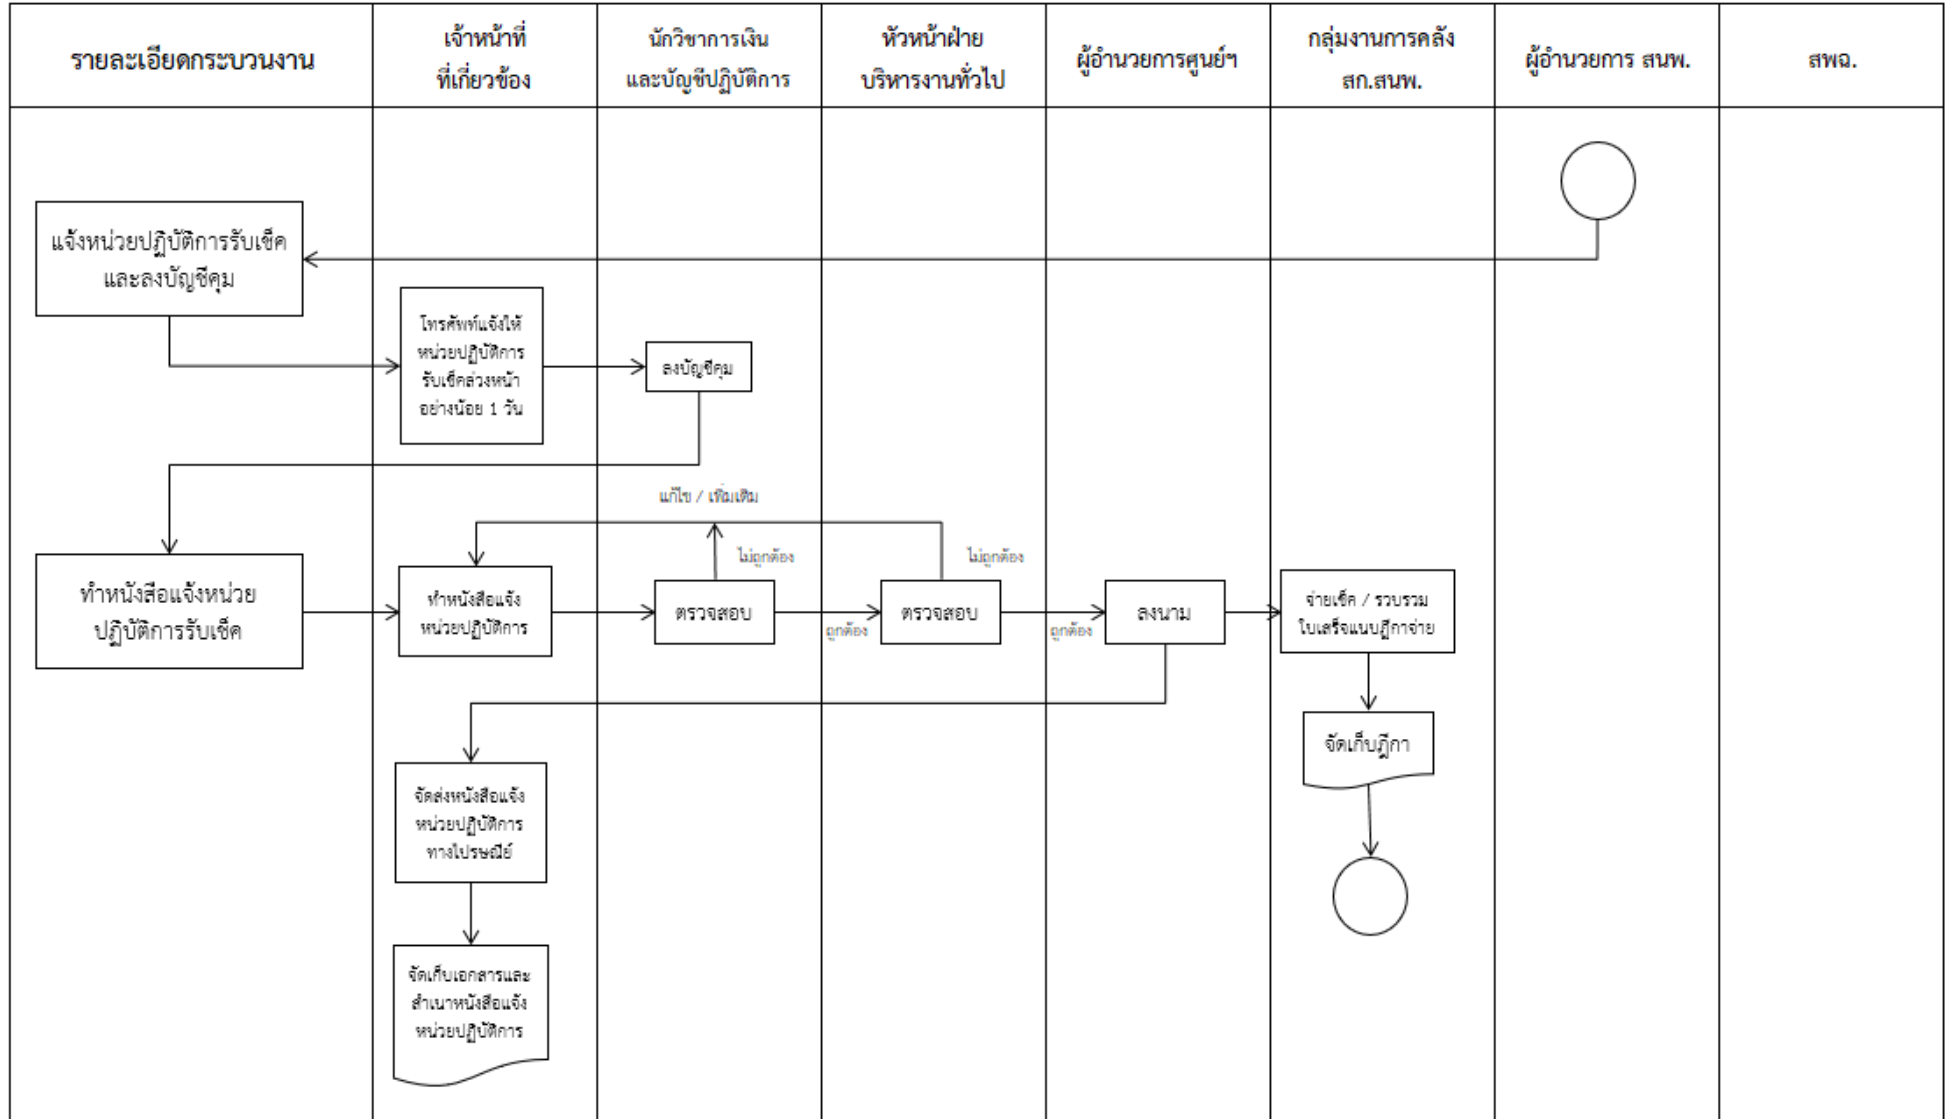 รายละเอียดกระบวนงาน
เจ้าหน้าที่
ที่เกี่ยวข้อง
นักวิชาการเงิน
และบัญชีปฏิบัติการ
หัวหน้าฝ่าย
บริหารงานทั่วไป
ผู้อำนวยการศูนย์ฯ
กลุ่มงานการคลัง
สก.สนพ.
ผู้อำนวยการ สนพ.
สพฉ.
แจ้งหน่วยปฏิบัติการรับเช็ค
และลงบัญชีคุม
โทรศัพท์แจ้งให้
หน่วยปฏิบัติการ
รับเช็คล่วงหน้า
อย่างน้อย 1 วัน
ลงบัญชีคุม
แก้ไข / เพิ่มเติม
ไม่ถูกต้อง
ไม่ถูกต้อง
ทำหนังสือแจ้งหน่วย
ปฏิบัติการรับเช็ค
ทำหนังสือแจ้ง
หน่วยปฏิบัติการ
ตรวจสอบ
ถูกต้อง
ตรวจสอบ
ถูกต้อง
ลงนาม
จ่ายเช็ค / รวบรวม
ใบเสร็จแนบฎีกาจ่าย
จัดเก็บฎีกา
จัดส่งหนังสือแจ้ง
หน่วยปฏิบัติการ
ทางไปรษณีย์
จัดเก็บเอกสารและ
สำเนาหนังสือแจ้ง
หน่วยปฏิบัติการ